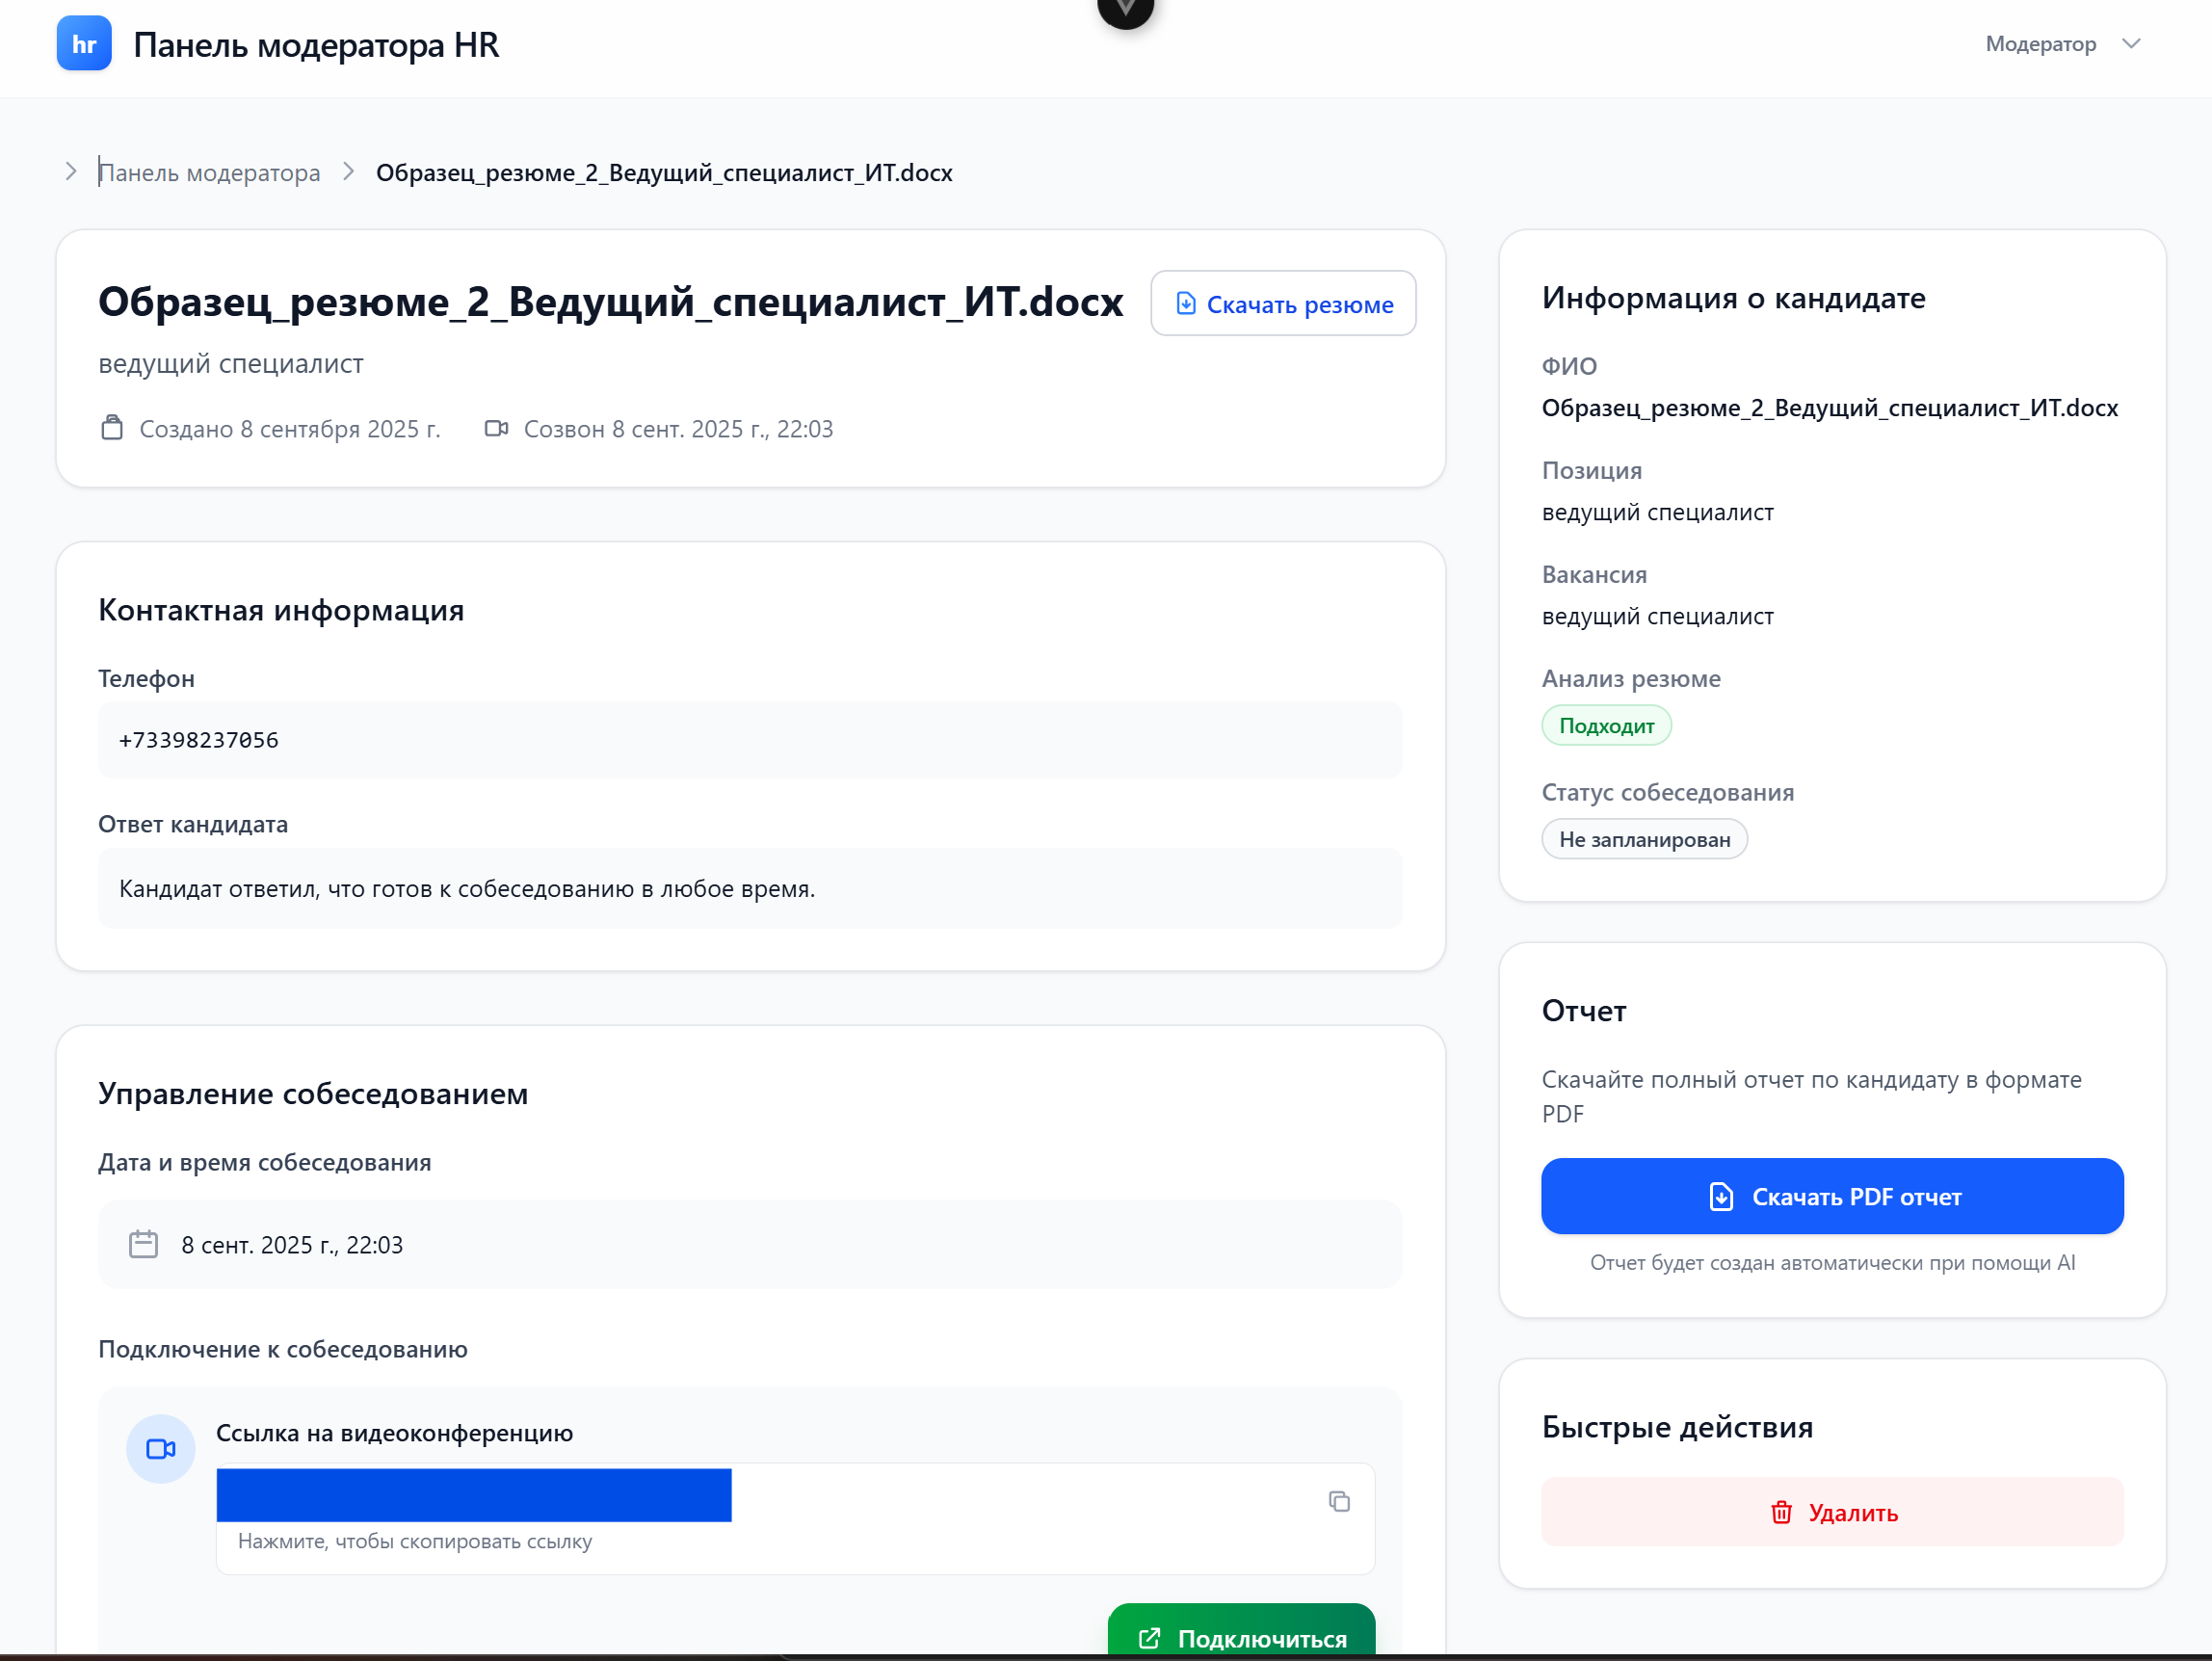 hr
Панель модератора HR
Модератор
Панель модератора
Образец_резюме_2_Ведущий_специалист_ИТ.docx
Образец_резюме_2_Ведущий_специалист_ИТ.docx
Скачать резюме
ведущий специалист
Создано 8 сентября 2025 г.
Созвон 8 сент. 2025 г., 22:03
Контактная информация
Телефон
+73398237056
Ответ кандидата
Кандидат ответил, что готов к собеседованию в любое время.
Управление собеседованием
Дата и время собеседования
8 сент. 2025 г., 22:03
Подключение к собеседованию
Ссылка на видеоконференцию
Нажмите, чтобы скопировать ссылку
Подключиться
Информация о кандидате
ФИО
Образец_резюме_2_Ведущий_специалист_ИТ.docx
Позиция
ведущий специалист
Вакансия
ведущий специалист
Анализ резюме
Подходит
Статус собеседования
Не запланирован
Отчет
Скачайте полный отчет по кандидату в формате
PDF
Скачать PDF отчет
Отчет будет создан автоматически при помощи AI
Быстрые действия
Удалить